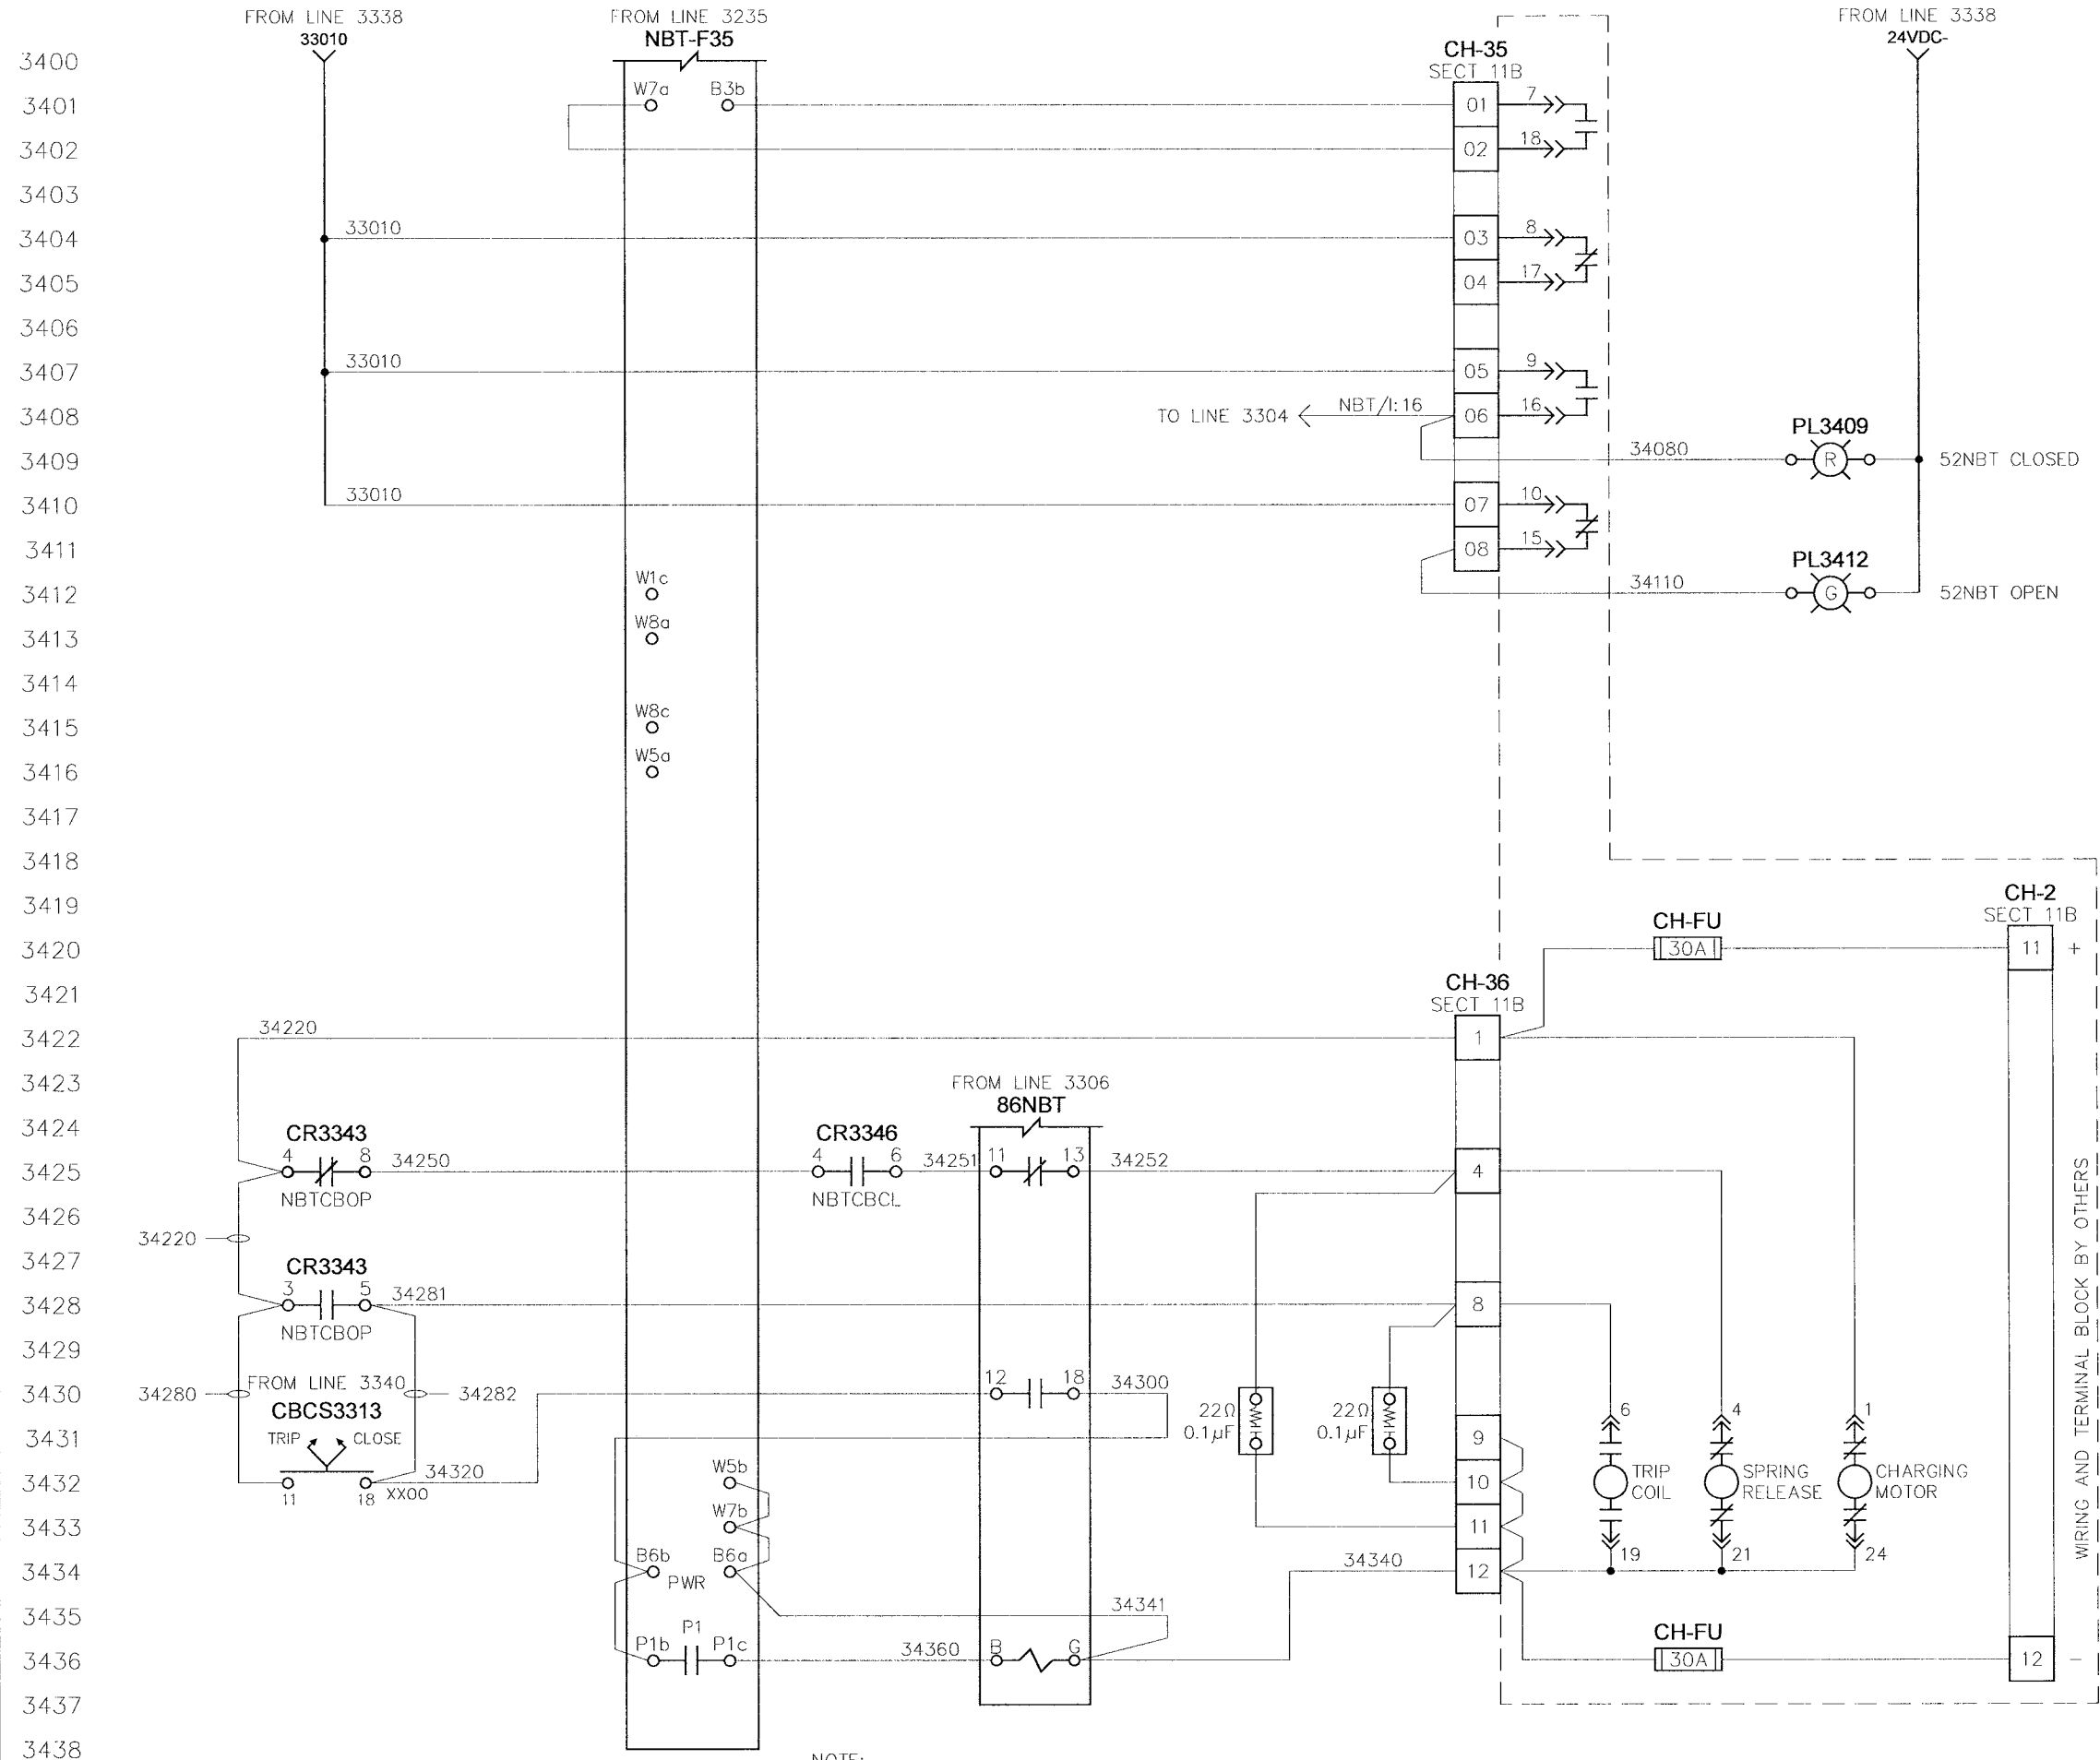 FROM LINE 3338
33010
FROM LINE 3235
NBT-F35
CH-35
SECT 11B
FROM LINE 3338
24VDC-
3400
3401 W7a B3b 01 7
3402 02 18
3403
3404 33010 03 8
3405 04 17
3406
3407 33010 05 9
3408 TO LINE 3304 NBT/I:16 06 16
PL3409
3409 34080 R 52NBT CLOSED
3410 33010 07 10
3411 08 15
PL3412
3412 W1c 34110 G 52NBT OPEN
3413 W8a
3414
3415 W8c
3416 W5a
3417
3418
3419
CH-2
SECT 11B
CH-FU
3420 30A 11 +
3421
CH-36
SECT 11B
3422 34220 1
3423
FROM LINE 3306
86NBT
3424
CR3343 CR3346
3425 4 8 34250 4 6 34251 11 13 34252 4
NBTCBOP NBTCBCL
3426
34220
3427
CR3343
3428 3 5 34281 8
NBTCBOP
3429
3430 34280 FROM LINE 3340 34282 12 18 34300
CBCS3313
22Ω
0.1µF
22Ω
0.1µF
6 4 1
3431 TRIP CLOSE 9
3432 11 18 34320 XX00 W5b 10
TRIP
COIL
SPRING
RELEASE
CHARGING
MOTOR
3433 W7b 11
3434 B6b PWR B6a 34340 12 19 21 24
3435 34341
CH-FU
3436 P1b P1 P1c 34360 B G 30A 12 -
3437
3438
WIRING AND TERMINAL BLOCK BY OTHERS
NOTE: